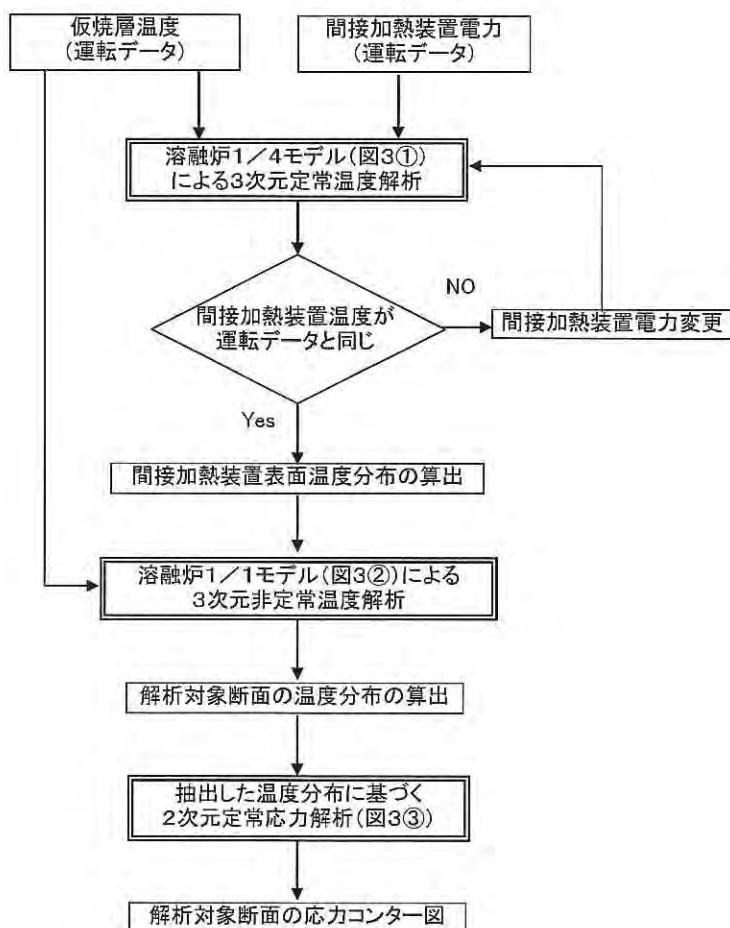 仮焼層温度
(運転データ)
間接加熱装置電力
(運転データ)
溶融炉1／4モデル(図3①)
による3次元定常温度解析
間接加熱装置温度が
運転データと同じ
NO
間接加熱装置電力変更
Yes
間接加熱装置表面温度分布の算出
溶融炉1／1モデル(図3②)による
3次元非定常温度解析
解析対象断面の温度分布の算出
抽出した温度分布に基づく
2次元定常応力解析(図3③)
解析対象断面の応力コンター図